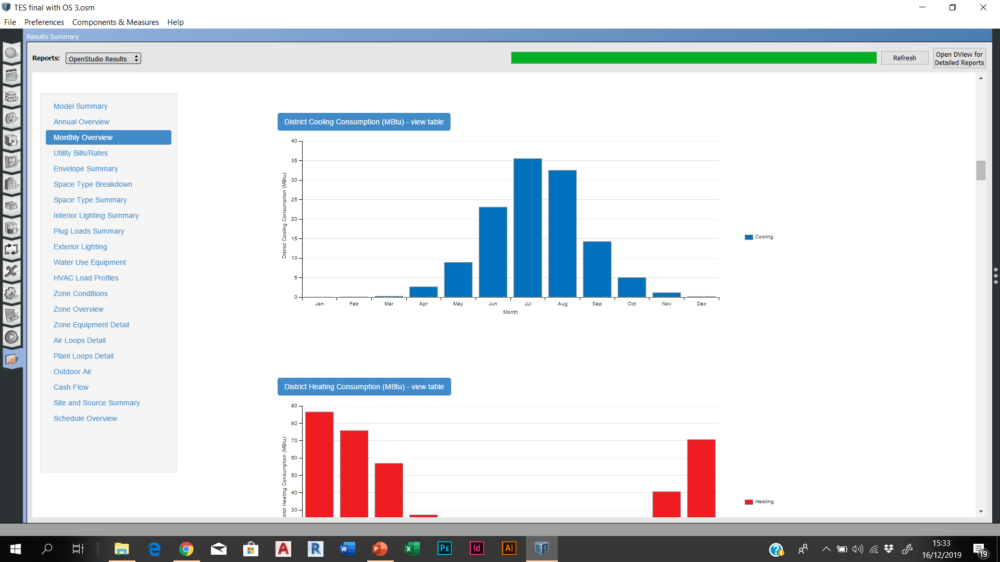 TES final with OS 3.osm
File Preferences Components & Measures Help
Results Summary
Reports: OpenStudio Results
Refresh
Open DView for
Detailed Reports
Model Summary
Annual Overview
Monthly Overview
Utility Bills/Rates
Envelope Summary
Space Type Breakdown
Space Type Summary
Interior Lighting Summary
Plug Loads Summary
Exterior Lighting
Water Use Equipment
HVAC Load Profiles
Zone Conditions
Zone Overview
Zone Equipment Detail
Air Loops Detail
Plant Loops Detail
Outdoor Air
Cash Flow
Site and Source Summary
Schedule Overview
District Cooling Consumption (MBtu) - view table
District Cooling Consumption (MBtu)
40
35
30
25
20
15
10
5
0
Jan Feb Mar Apr May Jun Jul Aug Sep Oct Nov Dec
Month
Cooling
District Heating Consumption (MBtu) - view table
strict Heating Consumption (MBtu)
90
80
70
60
50
40
30
Heating
A R W P X Ps Id Ai OS
15:33
16/12/2019
19